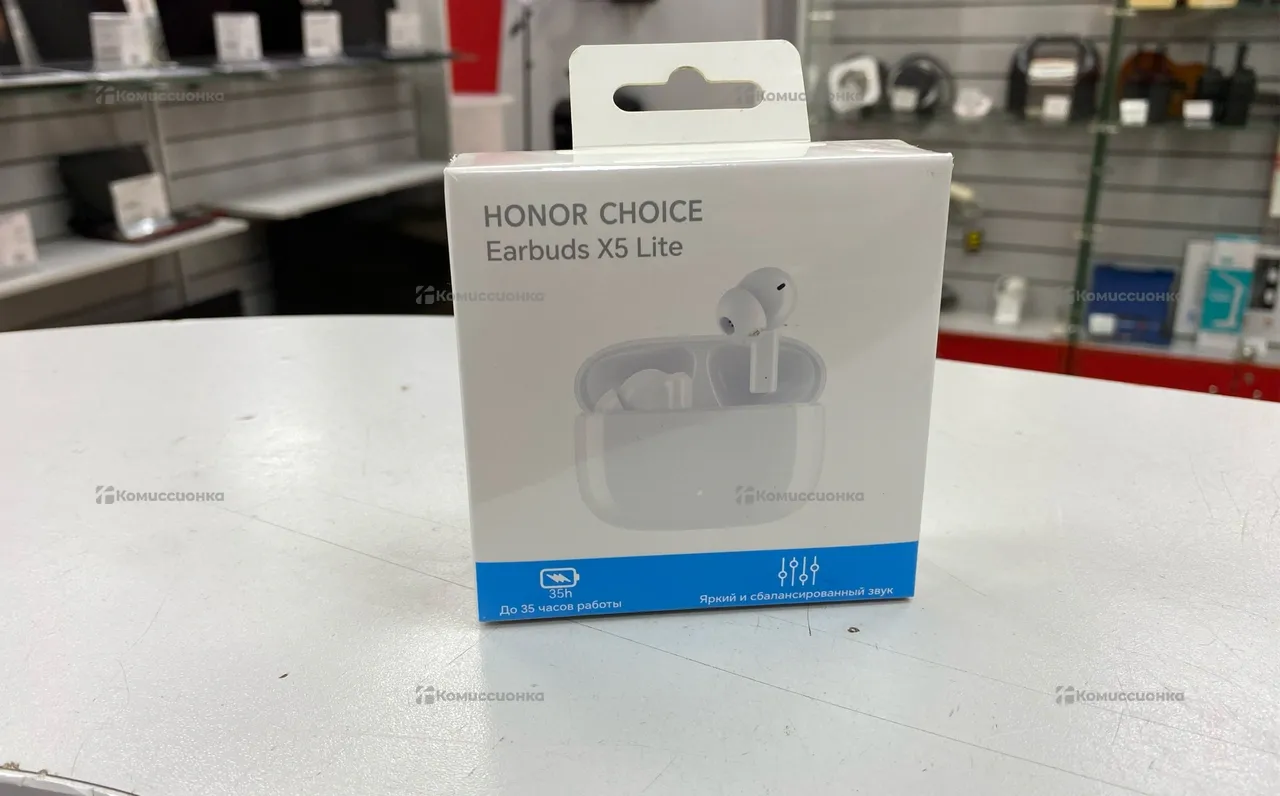 Комиссионка
Комиссионка
HONOR CHOICE
Earbuds X5 Lite
Комиссионка
Комиссионка
Комиссионка
Комиссионка
35h
До 35 часов работы
Яркий и сбалансированный звук
Комиссионка
Комиссионка